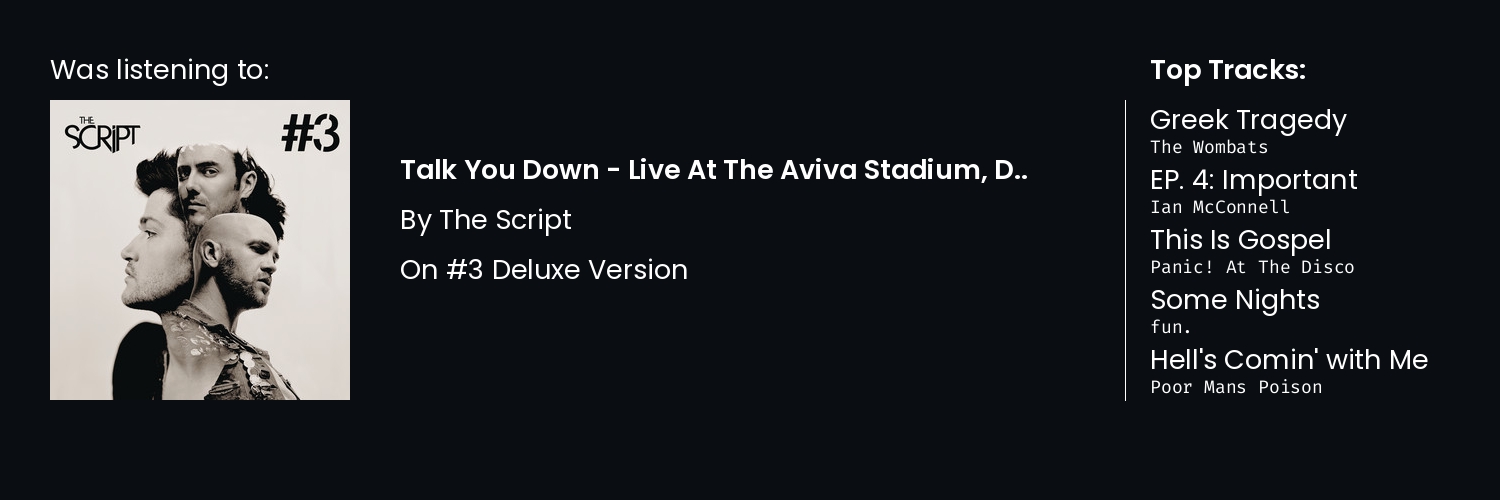 Was listening to:
THE
SCRIPT
#3
Talk You Down - Live At The Aviva Stadium, D..
By The Script
On #3 Deluxe Version
Top Tracks:
Greek Tragedy
The Wombats
EP. 4: Important
Ian McConnell
This Is Gospel
Panic! At The Disco
Some Nights
fun.
Hell's Comin' with Me
Poor Mans Poison